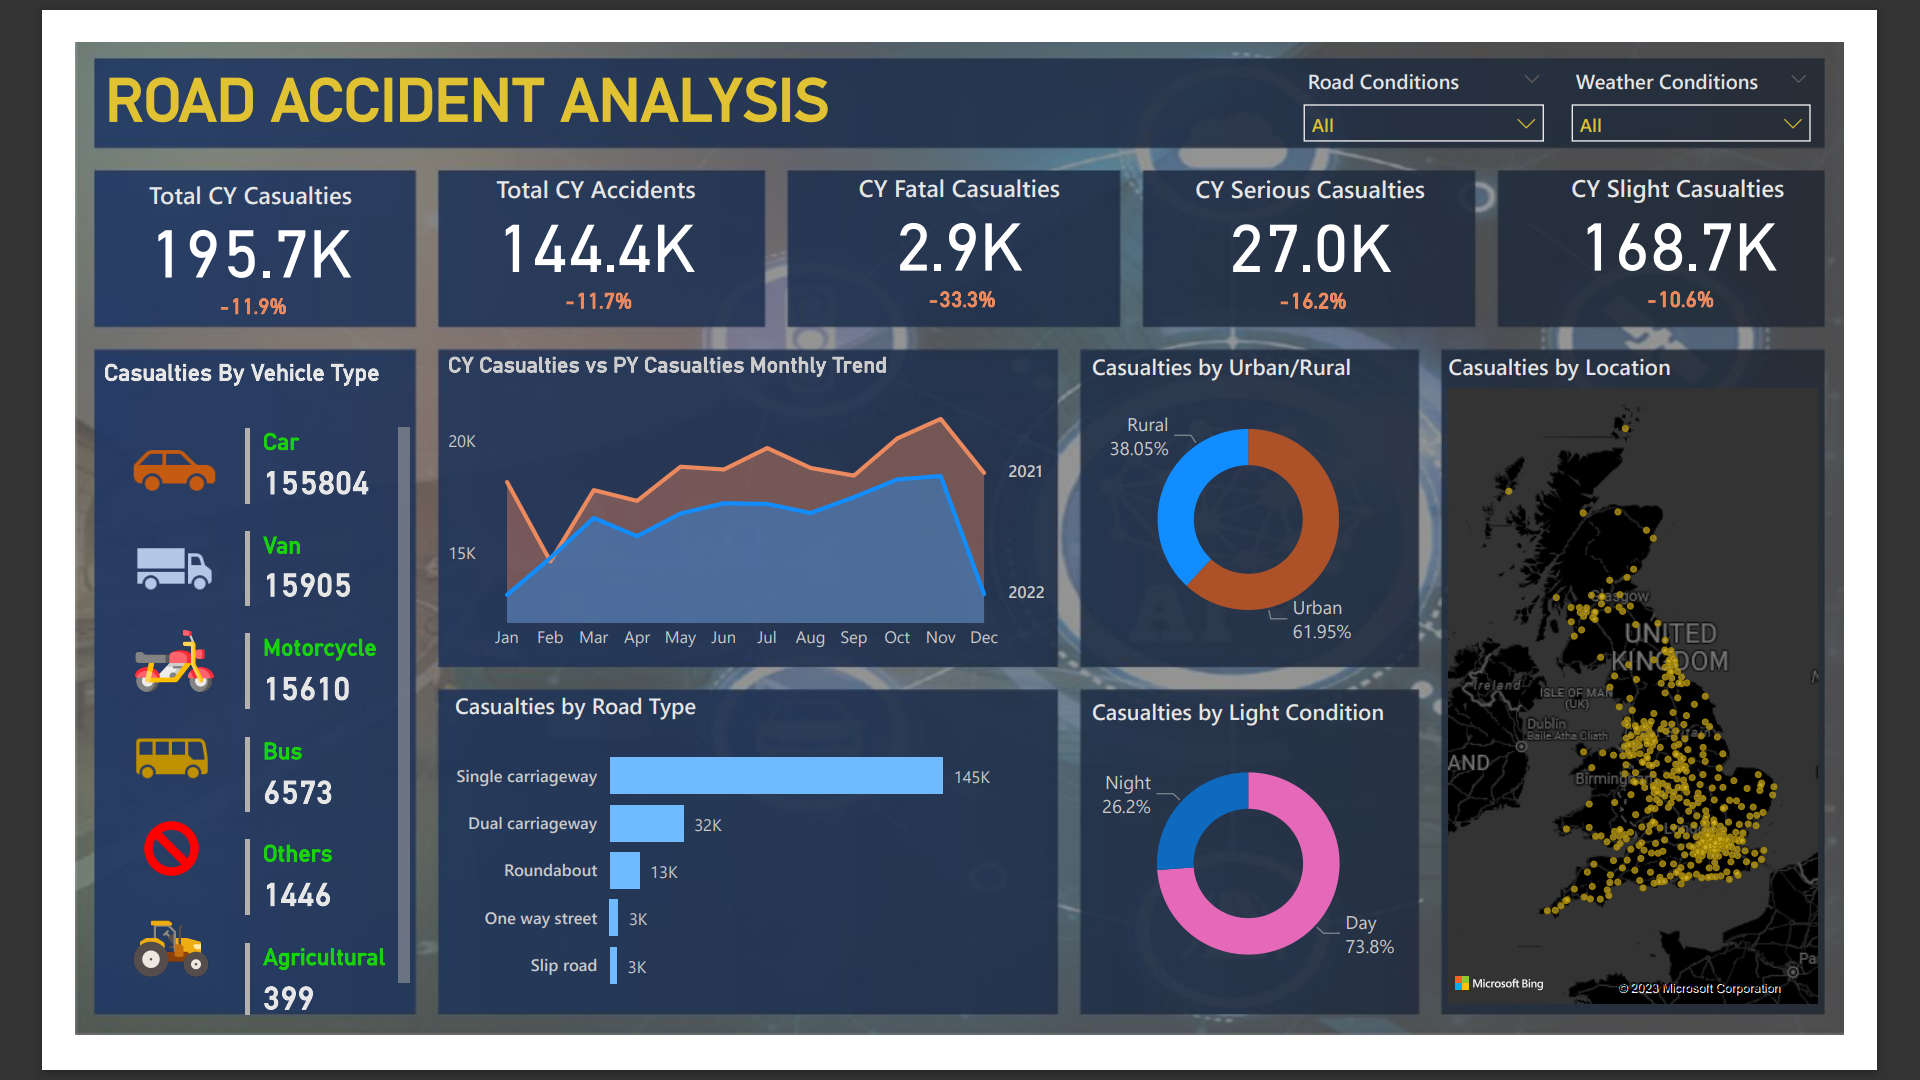 ROAD ACCIDENT ANALYSIS
Road Conditions
All
Weather Conditions
All
Total CY Casualties
195.7K
-11.9%
Total CY Accidents
144.4K
-11.7%
CY Fatal Casualties
2.9K
-33.3%
CY Serious Casualties
27.0K
-16.2%
CY Slight Casualties
168.7K
-10.6%
Casualties By Vehicle Type
Car
155804
Van
15905
Motorcycle
15610
Bus
6573
Others
1446
Agricultural
399
CY Casualties vs PY Casualties Monthly Trend
20K
15K
2021
2022
Jan Feb Mar Apr May Jun Jul Aug Sep Oct Nov Dec
Casualties by Road Type
Single carriageway 145K
Dual carriageway 32K
Roundabout 13K
One way street 3K
Slip road 3K
Casualties by Urban/Rural
Rural
38.05%
Urban
61.95%
Casualties by Light Condition
Night
26.2%
Day
73.8%
Casualties by Location
Glasgow
UNITED
KINGDOM
Ireland
ISLE OF MAN
(UK)
Dublin
Baile Atha Cliath
AND
Pa
Microsoft Bing
© 2023 Microsoft Corporation